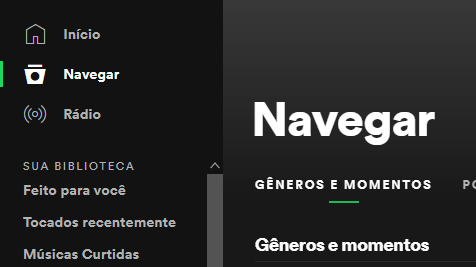 Início
Navegar
Rádio
SUA BIBLIOTECA
Feito para você
Tocados recentemente
Músicas Curtidas
Navegar
GÊNEROS E MOMENTOS
Gêneros e momentos